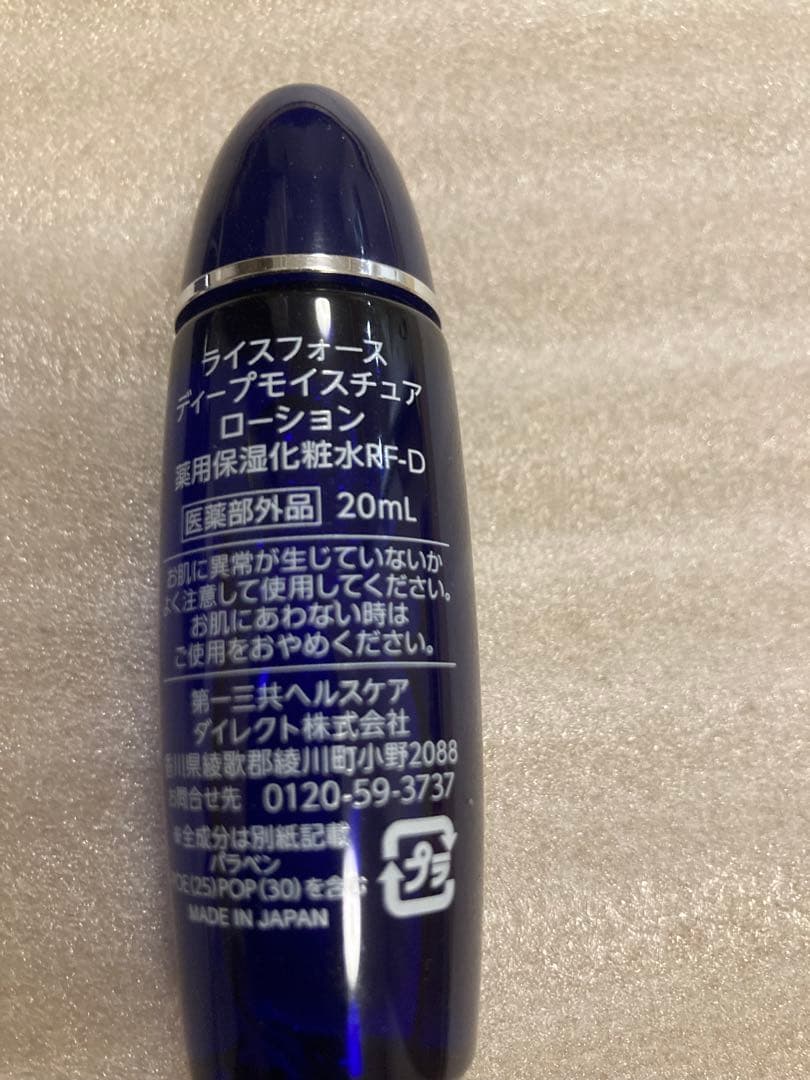 ライスフォース
ディープモイスチュア
ローション
薬用保湿化粧水RF-D
医薬部外品 20mL
お肌に異常が生じていないか
よく注意して使用してください。
お肌にあわない時は
ご使用をおやめください。
第一三共ヘルスケア
ダイレクト株式会社
香川県綾歌郡綾川町小野2088
お問合せ先 0120-59-3737
※全成分は別紙記載
パラベン
POE(25)POP(30)を含む
MADE IN JAPAN
プラ